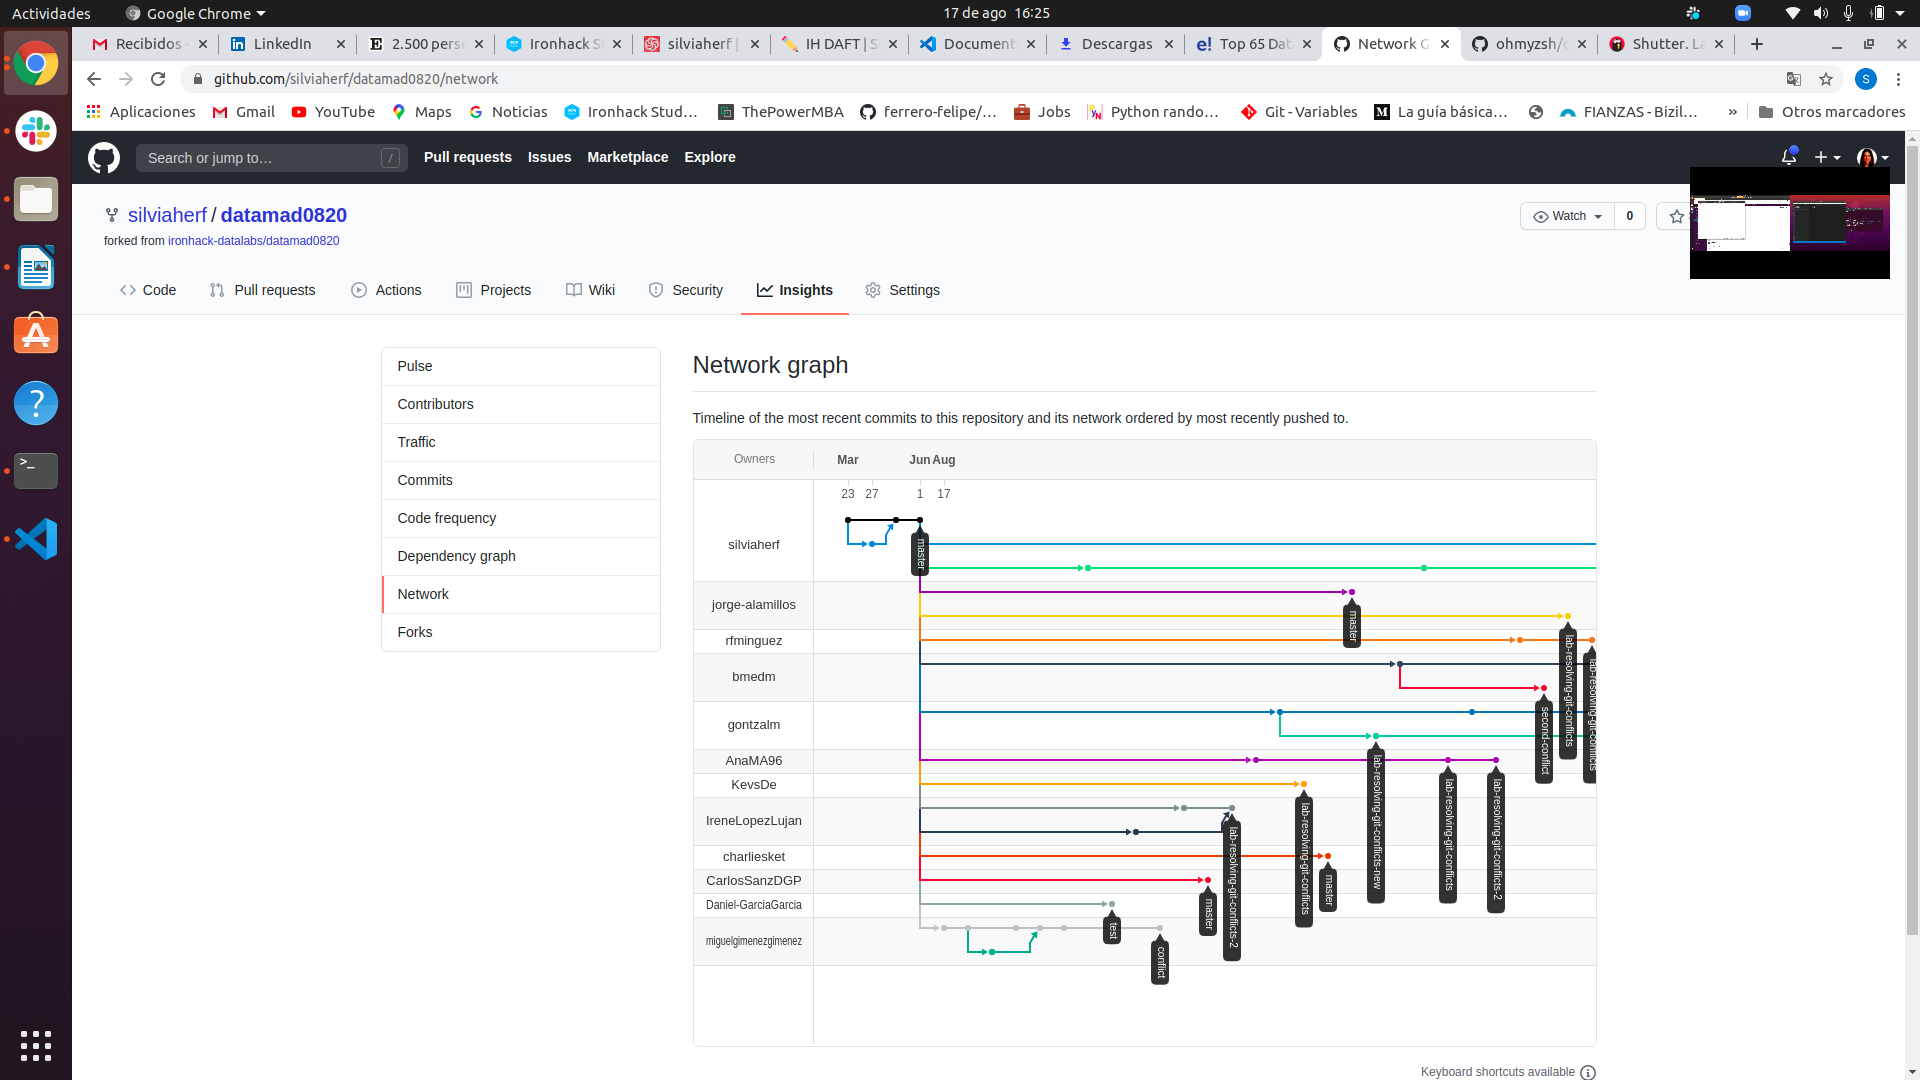 Actividades
Google Chrome
17 de ago 16:25
Recibidos
LinkedIn
2.500 perso
Ironhack S
silviaherf |
IH DAFT | S
Document
Descargas
e! Top 65 Dat
Network G
ohmyzsh/o
Shutter. La
github.com/silviaherf/datamad0820/network
S
Aplicaciones
Gmail
YouTube
Maps
Noticias
Ironhack Stud…
ThePowerMBA
ferrero-felipe/…
Jobs
Python rando…
Git - Variables
La guía básica…
FIANZAS - Bizil…
»
Otros marcadores
Search or jump to…
/
Pull requests
Issues
Marketplace
Explore
silviaherf / datamad0820
forked from ironhack-datalabs/datamad0820
Watch
0
Code
Pull requests
Actions
Projects
Wiki
Security
Insights
Settings
Pulse
Contributors
Traffic
Commits
Code frequency
Dependency graph
Network
Forks
Network graph
Timeline of the most recent commits to this repository and its network ordered by most recently pushed to.
Owners
Mar
Jun
Aug
23
27
1
17
silviaherf
master
jorge-alamillos
master
lab-resolving-git-conflicts
rfminguez
lab-resolving-git-conflicts
bmedm
second-conflict
gontzalm
lab-resolving-git-conflicts-new
AnaMA96
lab-resolving-git-conflicts
lab-resolving-git-conflicts-2
KevsDe
lab-resolving-git-conflicts
IreneLopezLujan
lab-resolving-git-conflicts-2
charliesket
master
CarlosSanzDGP
master
Daniel-GarciaGarcia
test
miguelgimenezgimenez
conflict
Keyboard shortcuts available